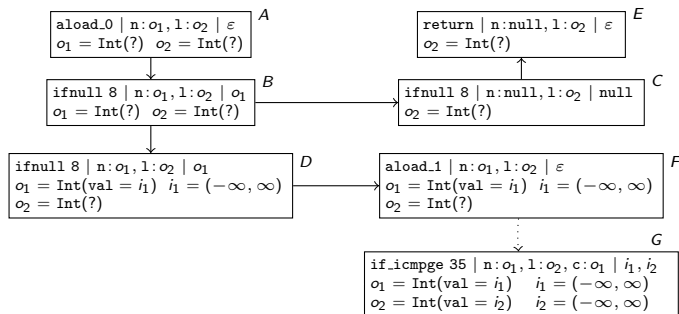 A
aload_0 | n:o₁, l:o₂ | ε
o₁ = Int(?) o₂ = Int(?)
E
return | n:null, l:o₂ | ε
o₂ = Int(?)
B
ifnull 8 | n:o₁, l:o₂ | o₁
o₁ = Int(?) o₂ = Int(?)
C
ifnull 8 | n:null, l:o₂ | null
o₂ = Int(?)
D
ifnull 8 | n:o₁, l:o₂ | o₁
o₁ = Int(val = i₁) i₁ = (−∞, ∞)
o₂ = Int(?)
F
aload_1 | n:o₁, l:o₂ | ε
o₁ = Int(val = i₁) i₁ = (−∞, ∞)
o₂ = Int(?)
G
if_icmpge 35 | n:o₁, l:o₂, c:o₁ | i₁, i₂
o₁ = Int(val = i₁) i₁ = (−∞, ∞)
o₂ = Int(val = i₂) i₂ = (−∞, ∞)